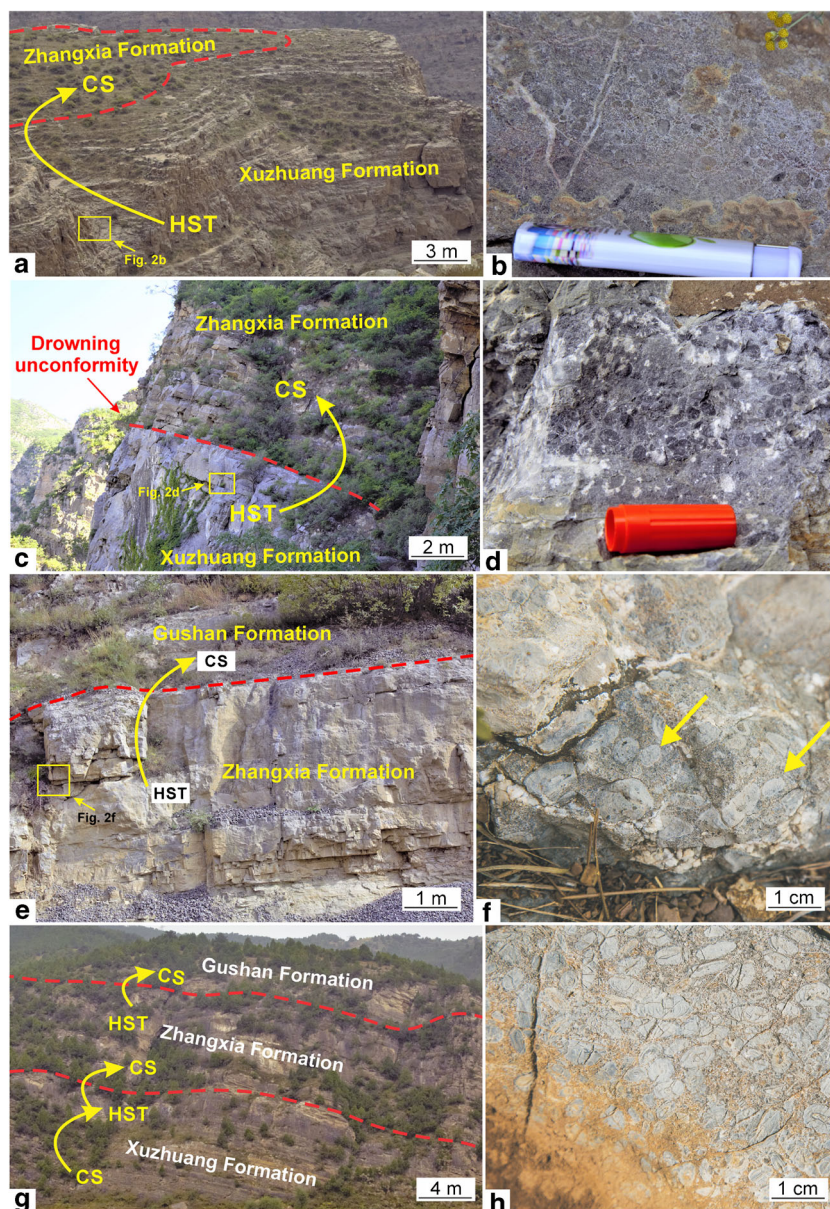 Zhangxia Formation
CS
Xuzhuang Formation
HST
Fig. 2b
3 m
a
b
Zhangxia Formation
Drowning
unconformity
CS
Fig. 2d
HST
Xuzhuang Formation
2 m
c
d
Gushan Formation
CS
Zhangxia Formation
HST
Fig. 2f
1 m
e
1 cm
f
Gushan Formation
CS
HST
Zhangxia Formation
CS
HST
Xuzhuang Formation
CS
4 m
g
1 cm
h